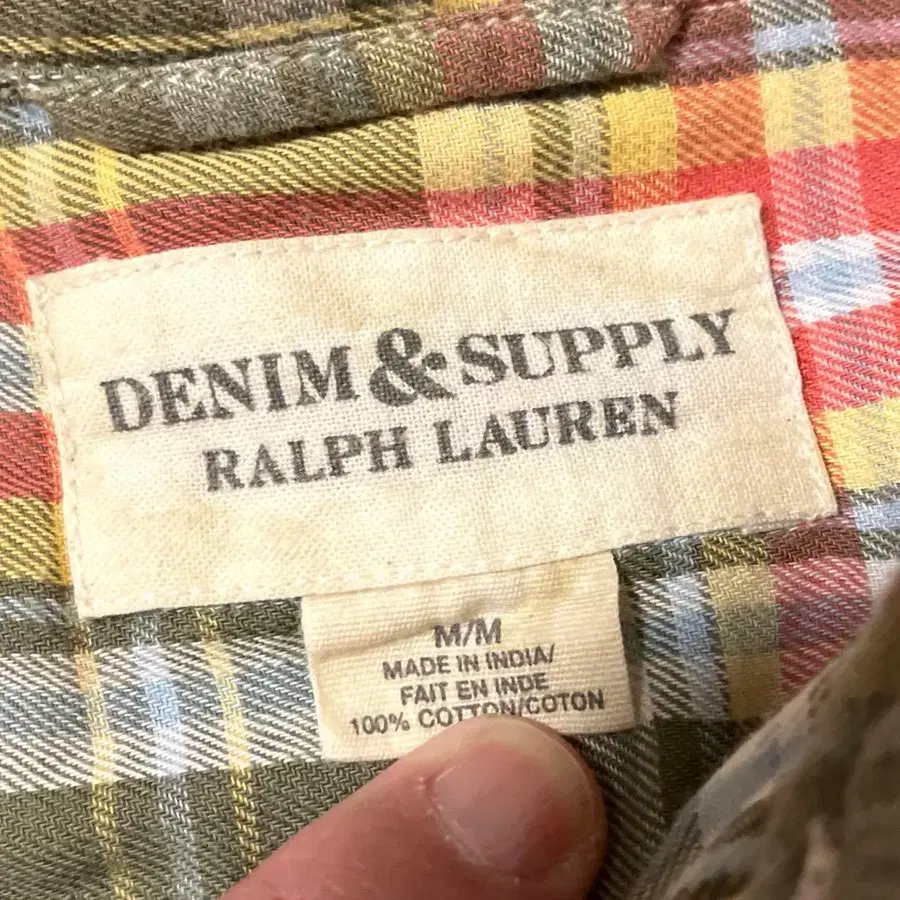 DENIM & SUPPLY
RALPH LAUREN
M/M
MADE IN INDIA/
FAIT EN INDE
100% COTTON/COTON